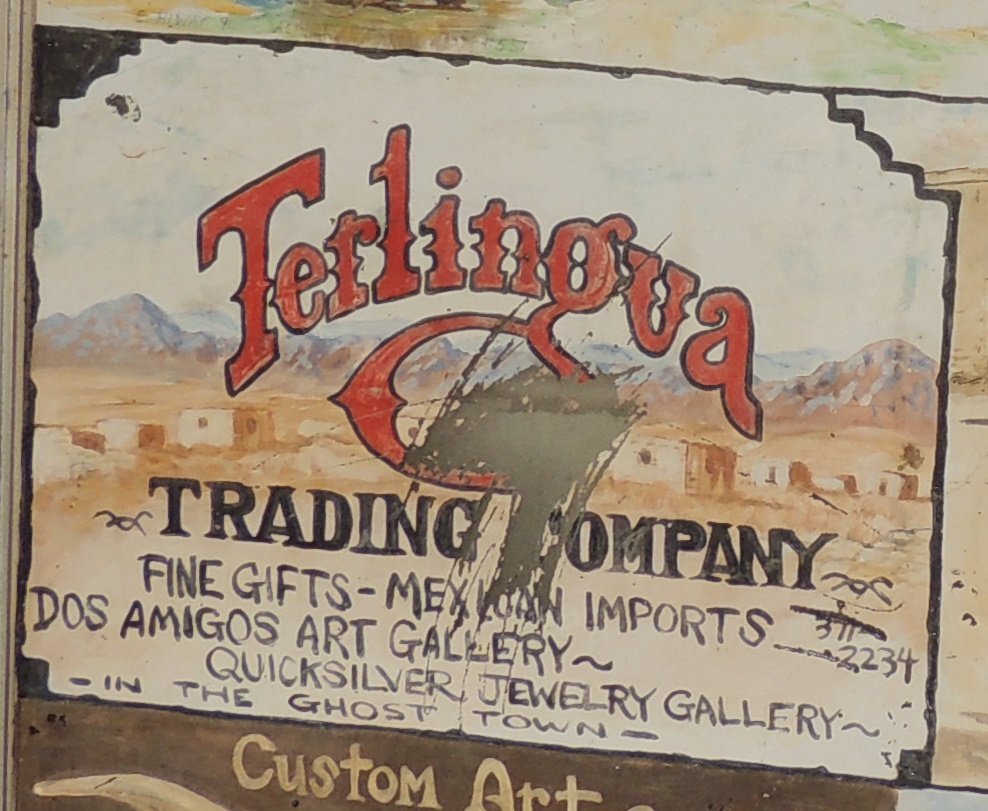 Terlingua
TRADING COMPANY
FINE GIFTS - MEXICAN IMPORTS
2234
DOS AMIGOS ART GALLERY~
QUICKSILVER JEWELRY GALLERY~
- IN THE GHOST TOWN -
Custom Art